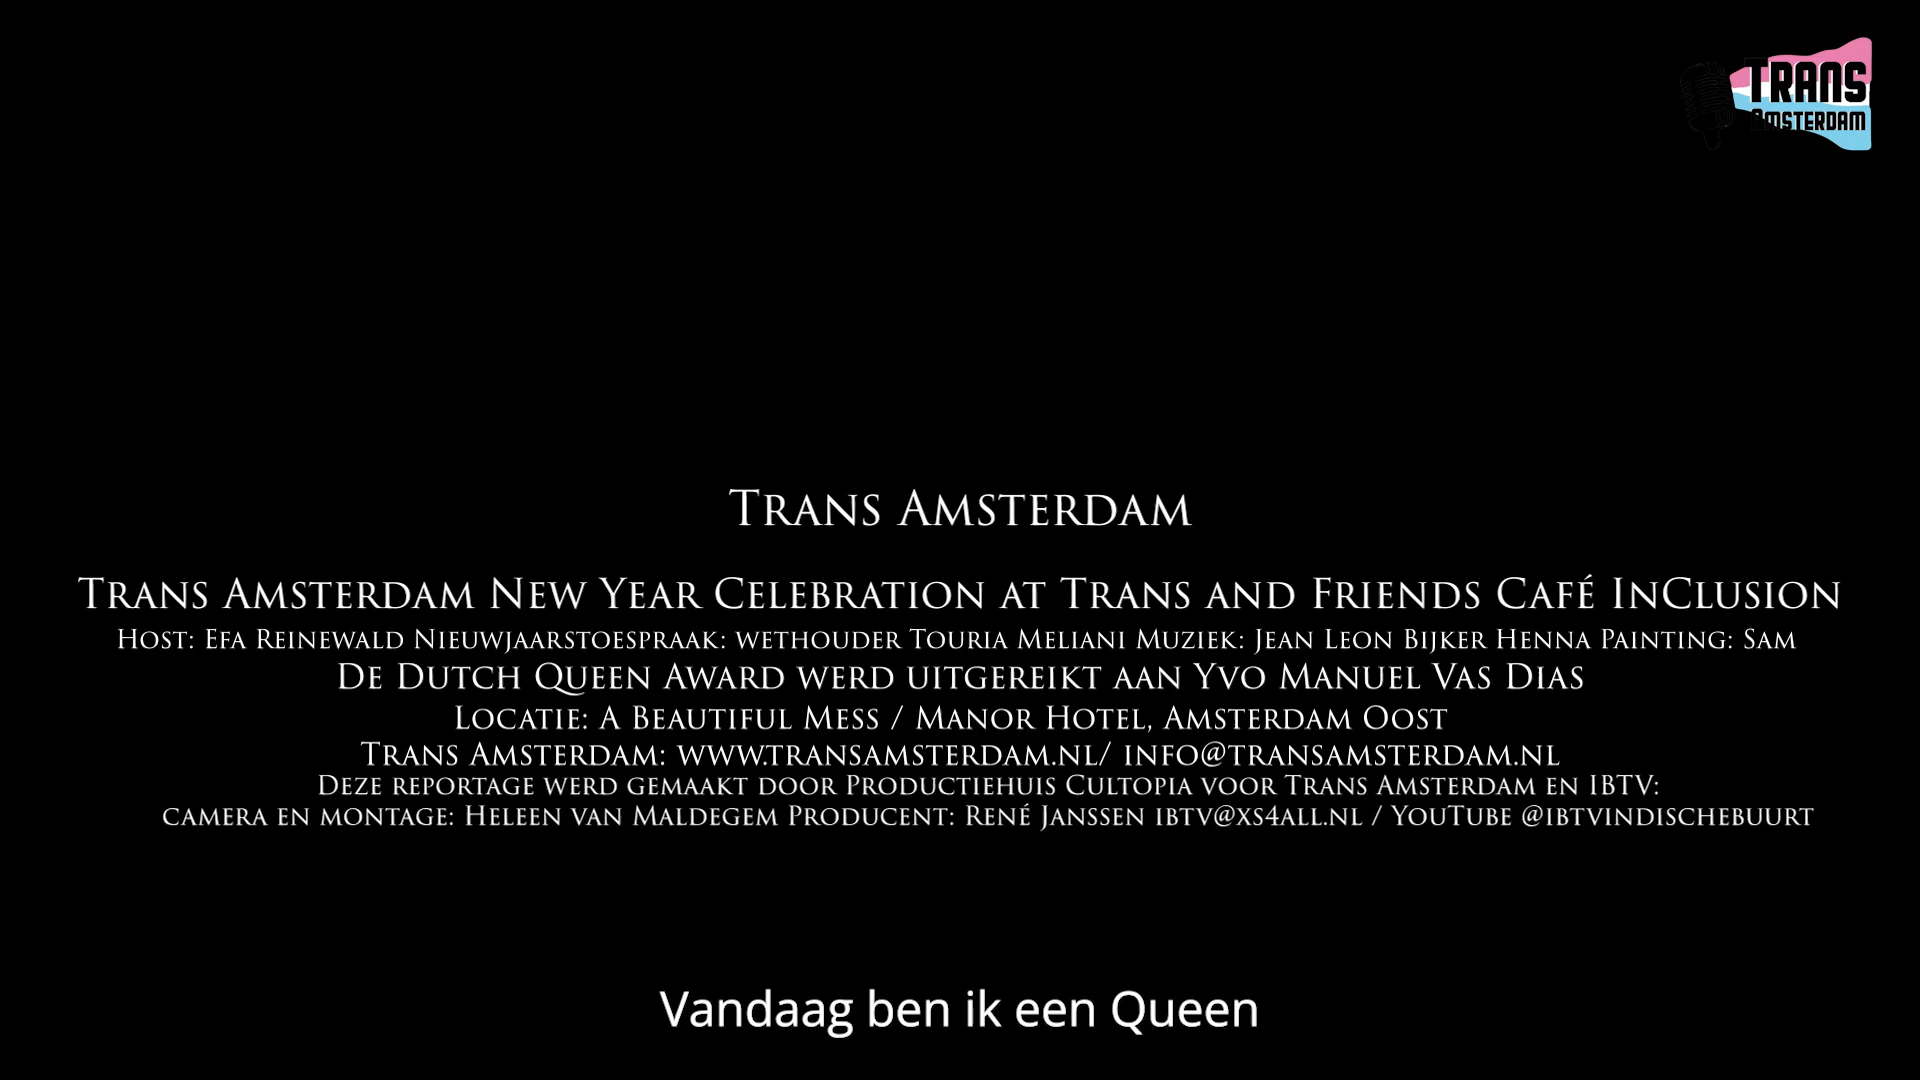 TRANS
AMSTERDAM
Trans Amsterdam
Trans Amsterdam New Year Celebration at Trans and Friends Café InClusion
Host: Efa Reinewald Nieuwjaarstoespraak: wethouder Touria Meliani Muziek: Jean Leon Bijker Henna Painting: Sam
De Dutch Queen Award werd uitgereikt aan Yvo Manuel Vas Dias
Locatie: A Beautiful Mess / Manor Hotel, Amsterdam Oost
Trans Amsterdam: www.transamsterdam.nl/ info@transamsterdam.nl
Deze reportage werd gemaakt door Productiehuis Cultopia voor Trans Amsterdam en IBTV:
camera en montage: Heleen van Maldegem Producent: René Janssen ibtv@xs4all.nl / YouTube @ibtvindischebuurt
Vandaag ben ik een Queen